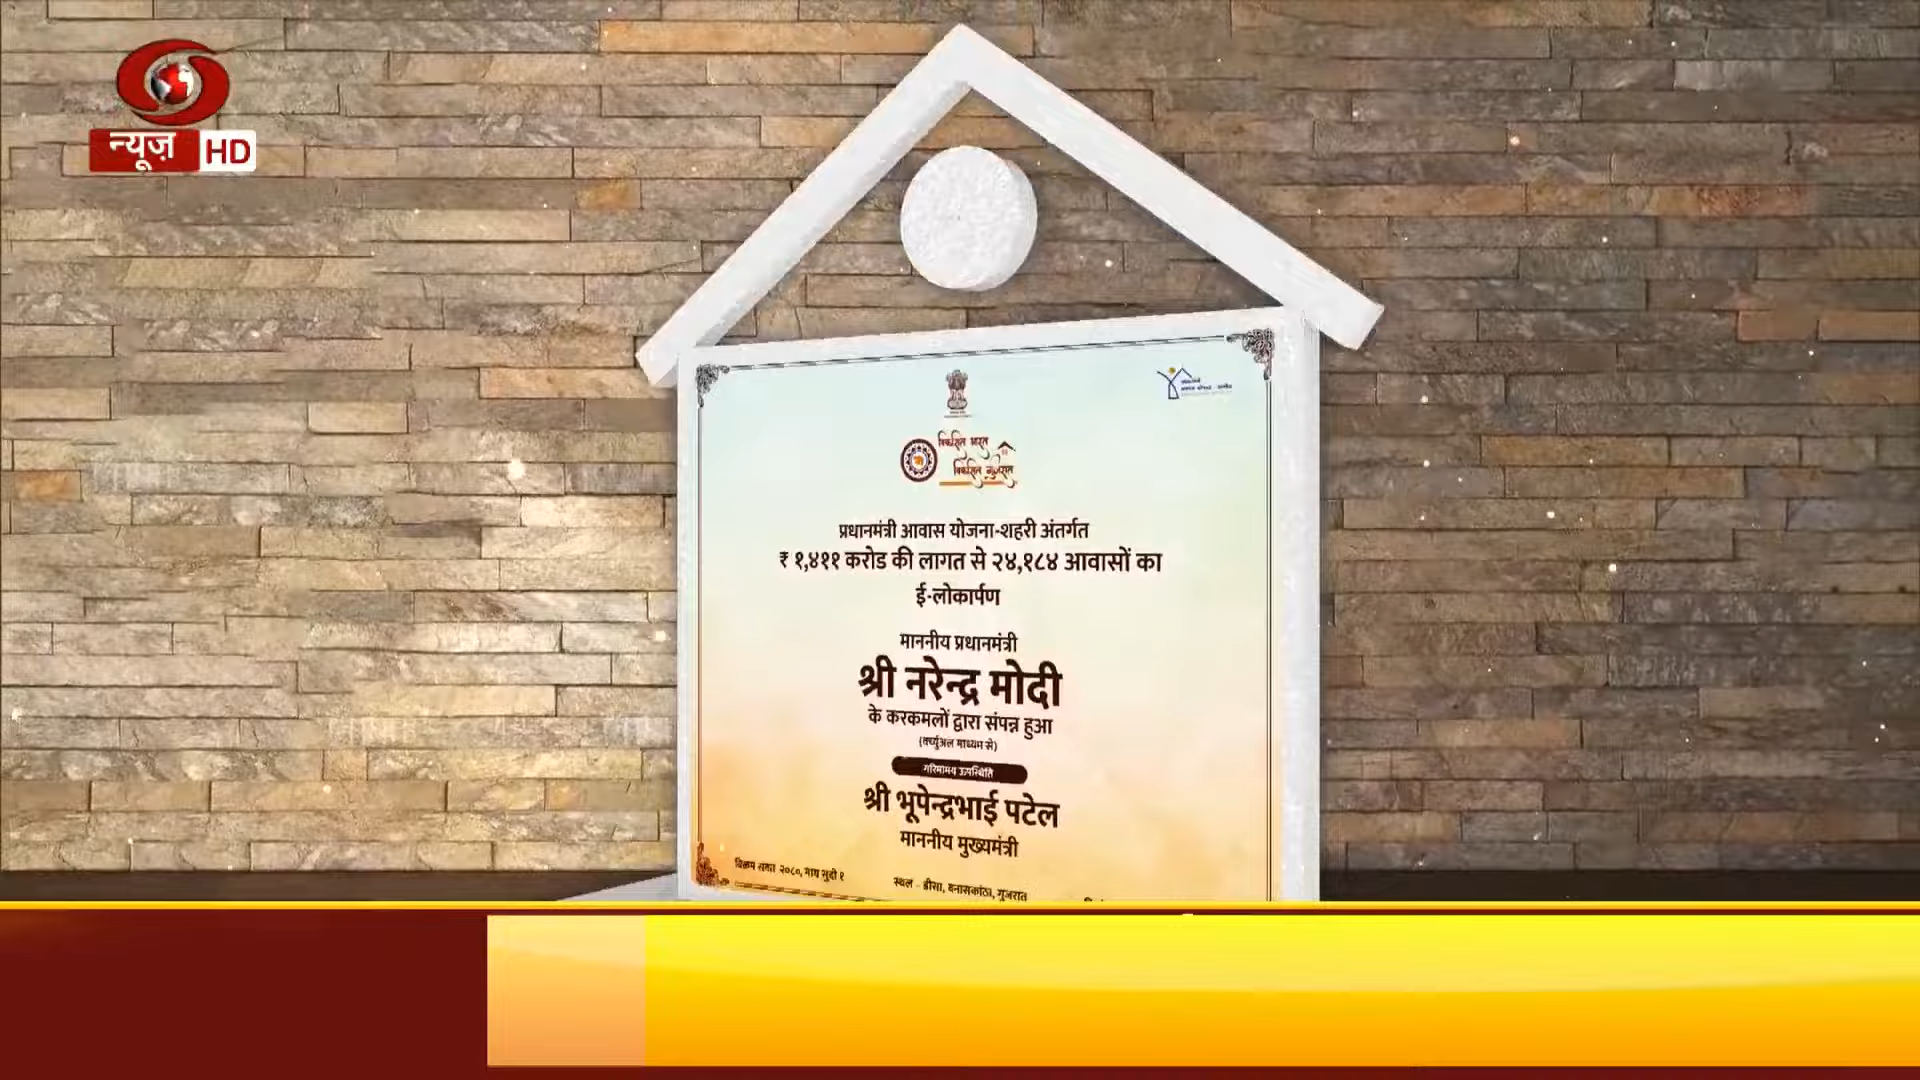 न्यूज़ HD
विकसित भारत
विकसित गुजरात
प्रधानमंत्री आवास योजना-शहरी अंतर्गत
₹ १,४११ करोड की लागत से २४,१८४ आवासों का
ई-लोकार्पण
माननीय प्रधानमंत्री
श्री नरेन्द्र मोदी
के करकमलों द्वारा संपन्न हुआ
(वर्च्युअल माध्यम से)
गरिमामय उपस्थिति
श्री भूपेन्द्रभाई पटेल
माननीय मुख्यमंत्री
विक्रम संवत २०८०, माघ सुदी १
स्थल - डीसा, बनासकांठा, गुजरात